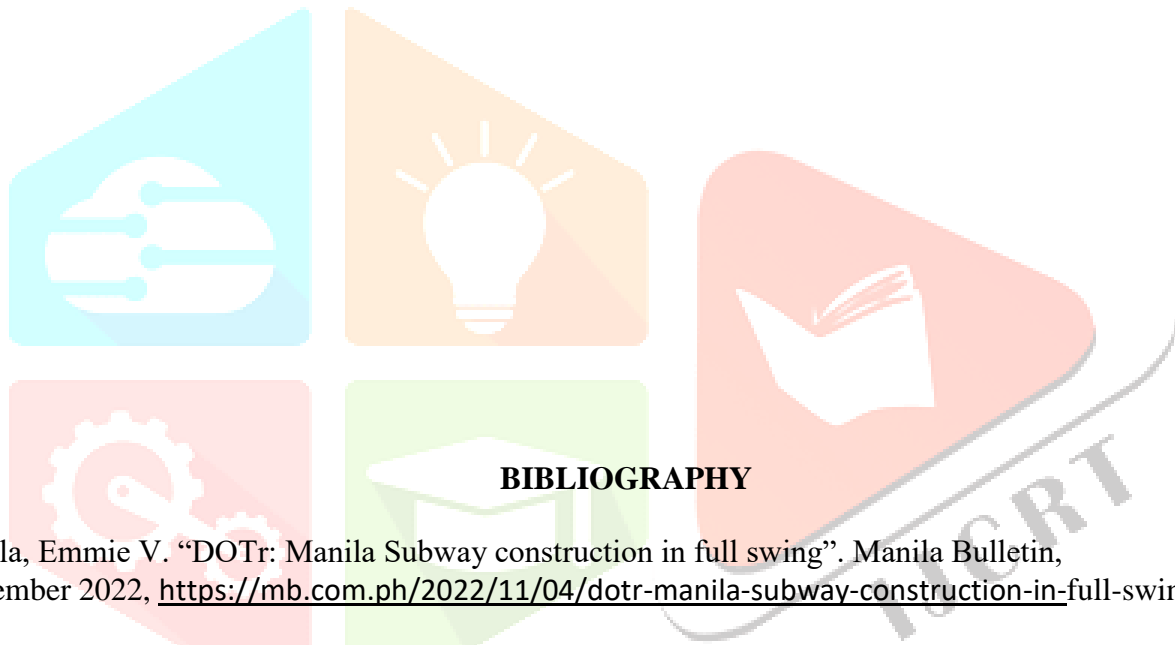 BIBLIOGRAPHY
la, Emmie V. “DOTr: Manila Subway construction in full swing”. Manila Bulletin,
ember 2022, https://mb.com.ph/2022/11/04/dotr-manila-subway-construction-in-full-swin
IJCRT